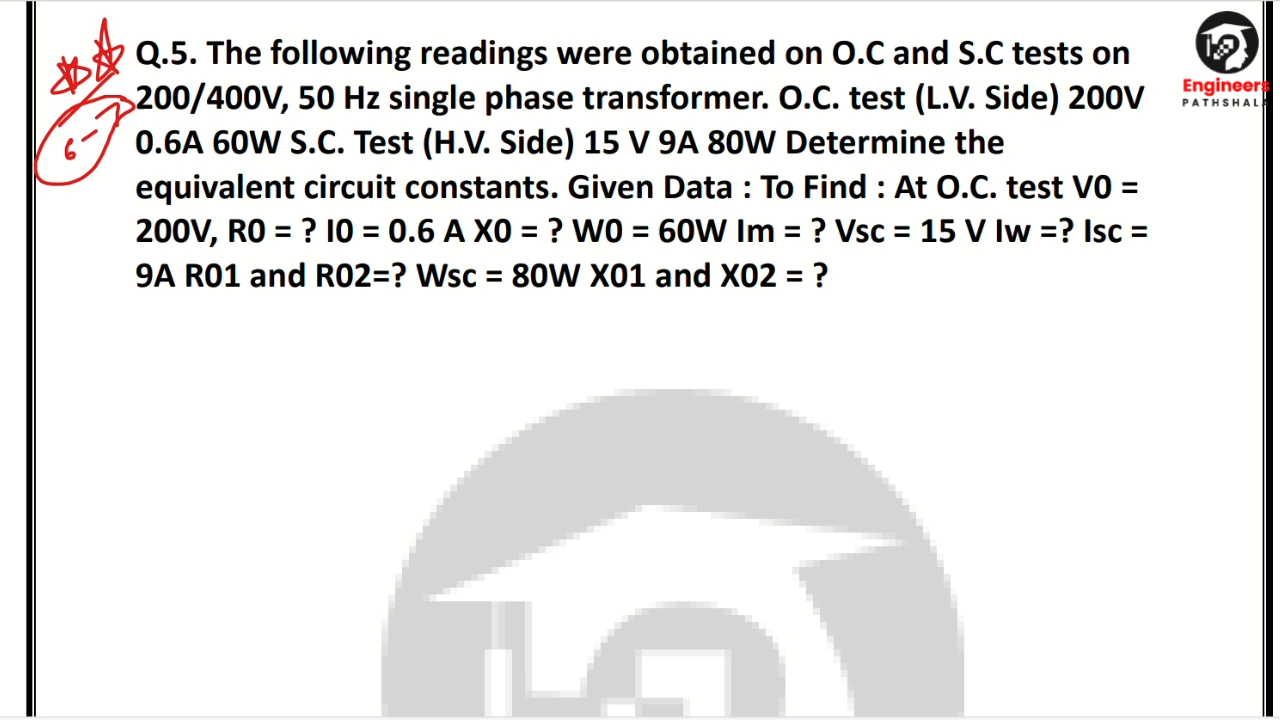 Q.5. The following readings were obtained on O.C and S.C tests on
200/400V, 50 Hz single phase transformer. O.C. test (L.V. Side) 200V
0.6A 60W S.C. Test (H.V. Side) 15 V 9A 80W Determine the
equivalent circuit constants. Given Data : To Find : At O.C. test V0 =
200V, R0 = ? I0 = 0.6 A X0 = ? W0 = 60W Im = ? Vsc = 15 V Iw =? Isc =
9A R01 and R02=? Wsc = 80W X01 and X02 = ?
6
Engineers
PATHSHALA